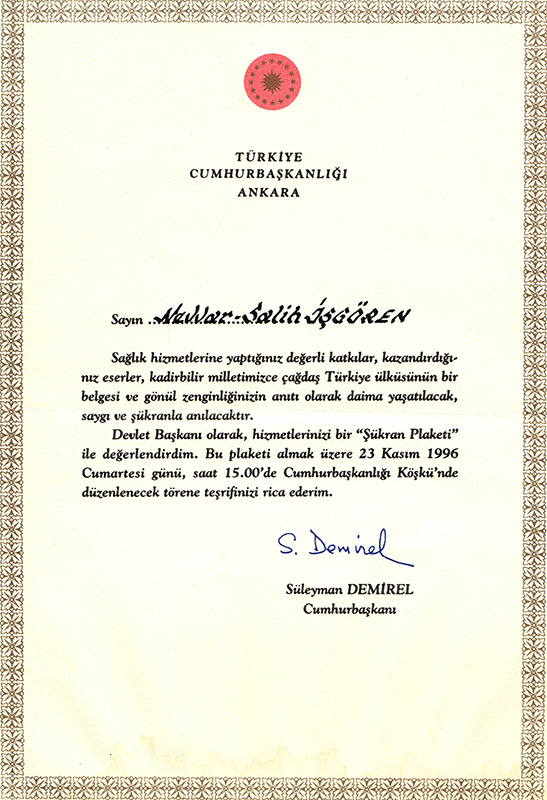 TÜRKİYE
CUMHURBAŞKANLIĞI
ANKARA
Sayın ..Nevvar-Salih İŞGÖREN
Sağlık hizmetlerine yaptığınız değerli katkılar, kazandırdığı-
nız eserler, kadirbilir milletimizce çağdaş Türkiye ülküsünün bir
belgesi ve gönül zenginliğinizin anıtı olarak daima yaşatılacak,
saygı ve şükranla anılacaktır.
Devlet Başkanı olarak, hizmetlerinizi bir “Şükran Plaketi”
ile değerlendirdim. Bu plaketi almak üzere 23 Kasım 1996
Cumartesi günü, saat 15.00’de Cumhurbaşkanlığı Köşkü’nde
düzenlenecek törene teşrifinizi rica ederim.
S. Demirel
Süleyman DEMİREL
Cumhurbaşkanı